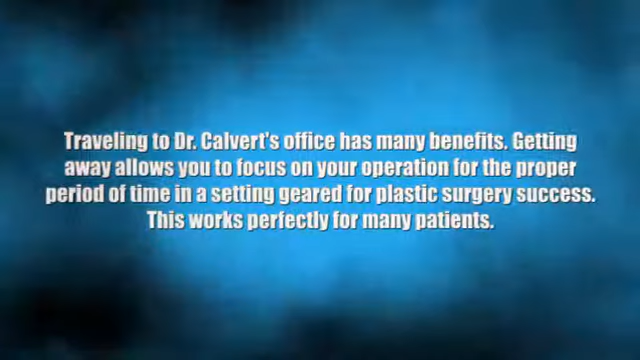 Traveling to Dr. Calvert's office has many benefits. Getting
away allows you to focus on your operation for the proper
period of time in a setting geared for plastic surgery success.
This works perfectly for many patients.